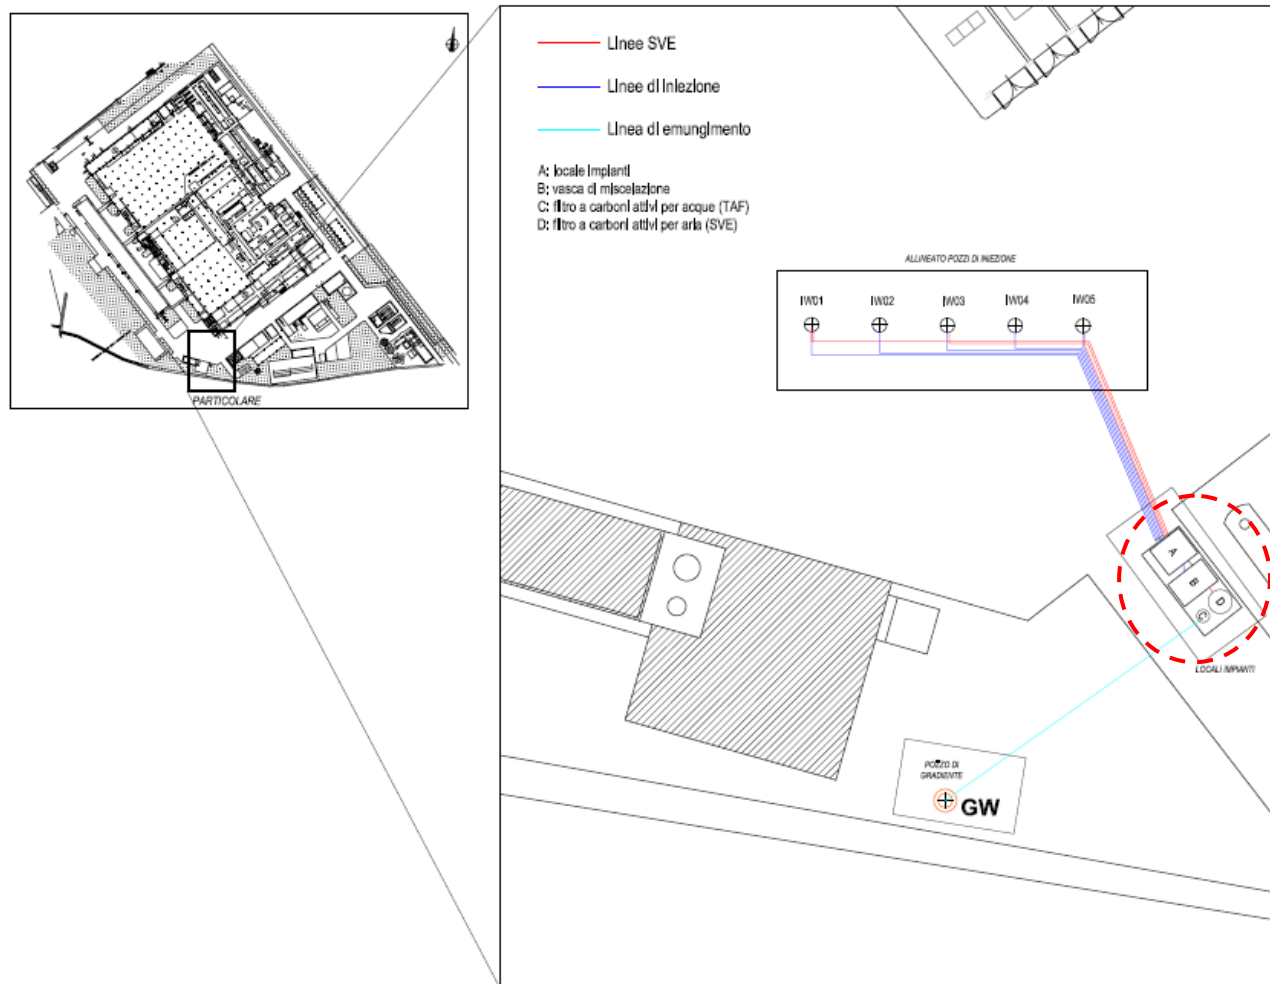 PARTICOLARE
Linee SVE
Linee di iniezione
Linea di emungimento
A: locale impianti
B: vasca di miscelazione
C: filtro a carboni attivi per acque (TAF)
D: filtro a carboni attivi per aria (SVE)
ALLINEATO POZZI DI INIEZIONE
IW01 IW02 IW03 IW04 IW05
A
B
D
C
LOCALI IMPIANTI
POZZO DI
GRADIENTE
GW